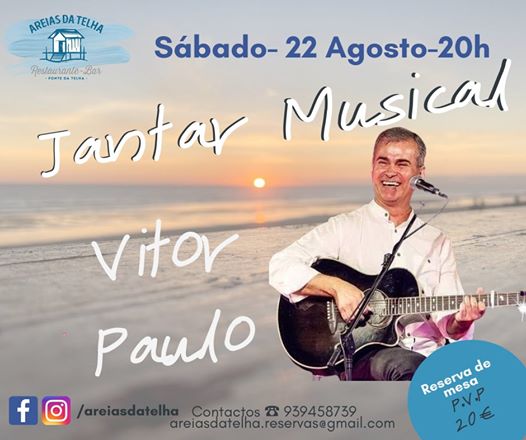 AREIAS DA TELHA
Restaurante-Bar
- FONTE DA TELHA -
Sábado- 22 Agosto-20h
Jantar Musical
Vitor
Paulo
Reserva de
mesa
P.V.P
20€
/areiasdatelha
Contactos ☎ 939458739
areiasdatelha.reservas@gmail.com